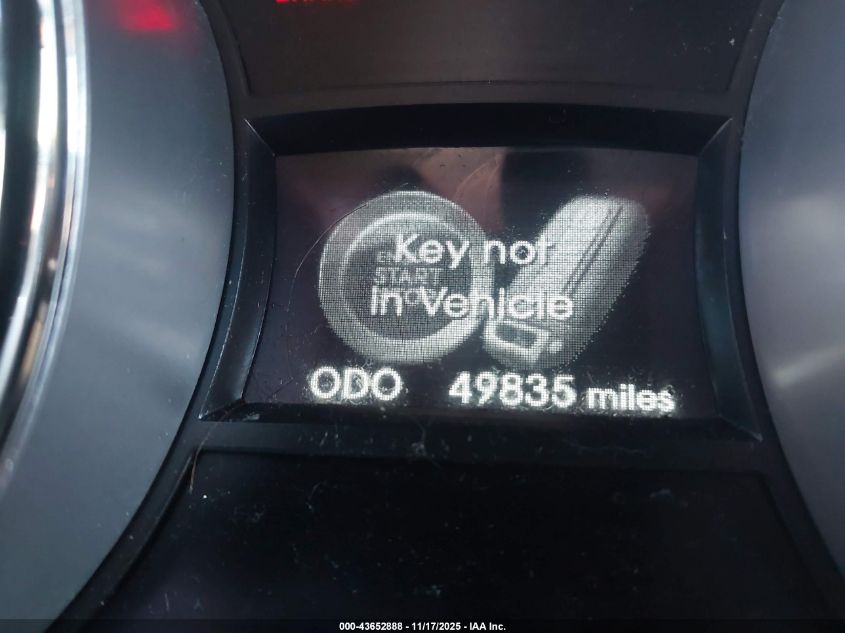 Key not
in Vehicle
START
ODO 49835 miles
000-43652888 - 11/17/2025 - IAA Inc.